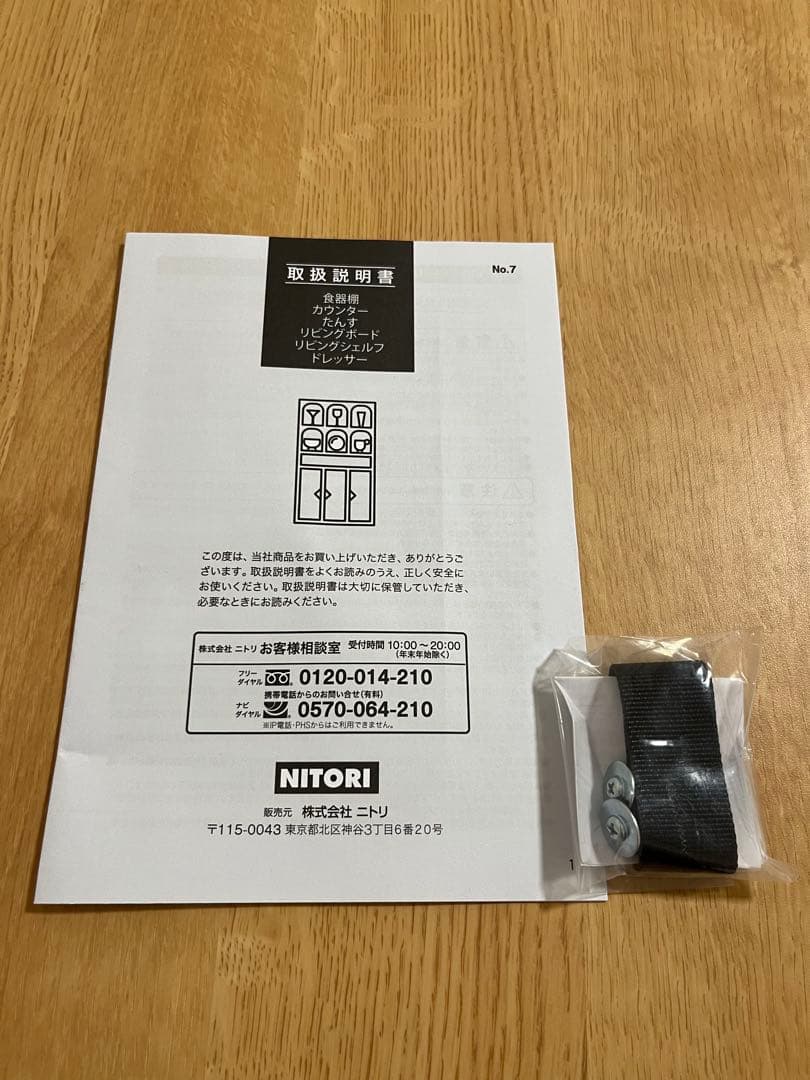 取扱説明書
No.7
食器棚
カウンター
たんす
リビングボード
リビングシェルフ
ドレッサー
この度は、当社商品をお買い上げいただき、ありがとうご
ざいます。取扱説明書をよくお読みのうえ、正しく安全に
お使いください。取扱説明書は大切に保管していただき、
必要なときにお読みください。
株式会社 ニトリ お客様相談室 受付時間 10:00～20:00
(年末年始除く)
フリー
ダイヤル 0120-014-210
携帯電話からのお問い合せ(有料)
ナビ
ダイヤル 0570-064-210
※IP電話・PHSからはご利用できません。
NITORI
販売元 株式会社 ニトリ
〒115-0043 東京都北区神谷3丁目6番20号
1